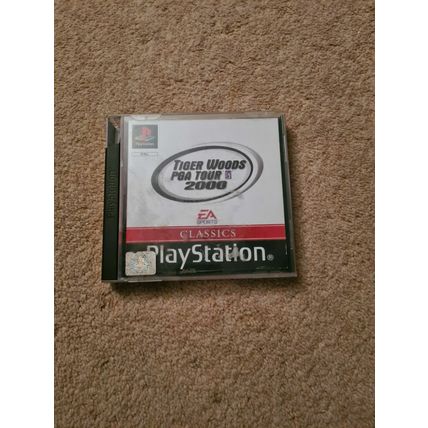 TIGER WOODS
PGA TOUR
2000
EA
SPORTS
CLASSICS
PlayStation®